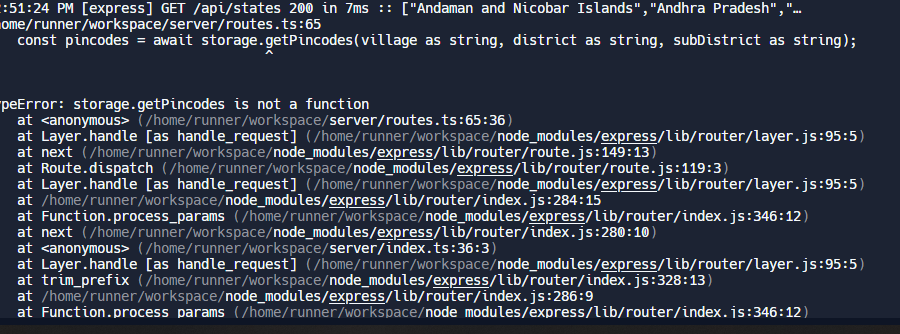 :51:24 PM [express] GET /api/states 200 in 7ms :: ["Andaman and Nicobar Islands","Andhra Pradesh","…
home/runner/workspace/server/routes.ts:65
const pincodes = await storage.getPincodes(village as string, district as string, subDistrict as string);
^
ypeError: storage.getPincodes is not a function
at <anonymous> (/home/runner/workspace/server/routes.ts:65:36)
at Layer.handle [as handle_request] (/home/runner/workspace/node_modules/express/lib/router/layer.js:95:5)
at next (/home/runner/workspace/node_modules/express/lib/router/route.js:149:13)
at Route.dispatch (/home/runner/workspace/node_modules/express/lib/router/route.js:119:3)
at Layer.handle [as handle_request] (/home/runner/workspace/node_modules/express/lib/router/layer.js:95:5)
at /home/runner/workspace/node_modules/express/lib/router/index.js:284:15
at Function.process_params (/home/runner/workspace/node_modules/express/lib/router/index.js:346:12)
at next (/home/runner/workspace/node_modules/express/lib/router/index.js:280:10)
at <anonymous> (/home/runner/workspace/server/index.ts:36:3)
at Layer.handle [as handle_request] (/home/runner/workspace/node_modules/express/lib/router/layer.js:95:5)
at trim_prefix (/home/runner/workspace/node_modules/express/lib/router/index.js:328:13)
at /home/runner/workspace/node_modules/express/lib/router/index.js:286:9
at Function.process_params (/home/runner/workspace/node_modules/express/lib/router/index.js:346:12)